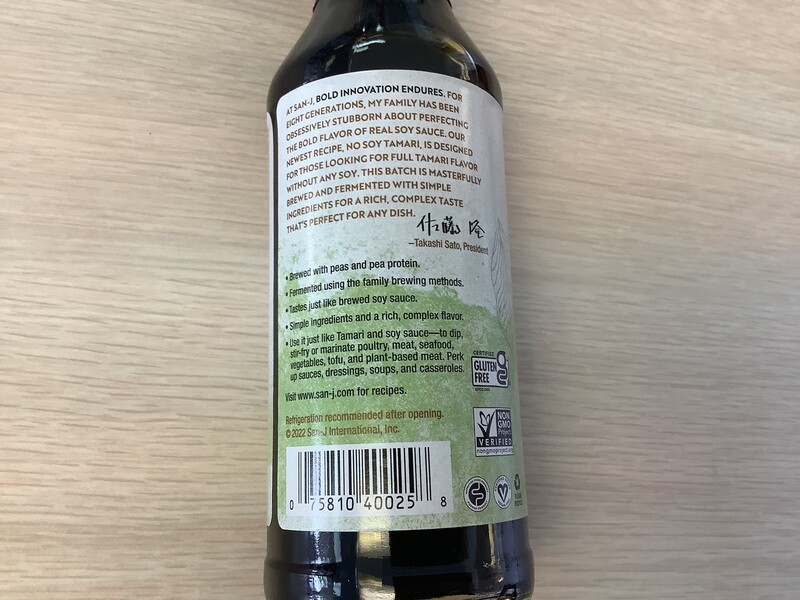 AT SAN-J, BOLD INNOVATION ENDURES. FOR
EIGHT GENERATIONS, MY FAMILY HAS BEEN
OBSESSIVELY STUBBORN ABOUT PERFECTING
THE BOLD FLAVOR OF REAL SOY SAUCE. OUR
NEWEST RECIPE, NO SOY TAMARI, IS DESIGNED
FOR THOSE LOOKING FOR FULL TAMARI FLAVOR
WITHOUT ANY SOY. THIS BATCH IS MASTERFULLY
BREWED AND FERMENTED WITH SIMPLE
INGREDIENTS FOR A RICH, COMPLEX TASTE
THAT'S PERFECT FOR ANY DISH.
佐藤 隆
–Takashi Sato, President
• Brewed with peas and pea protein.
• Fermented using the family brewing methods.
• Tastes just like brewed soy sauce.
• Simple ingredients and a rich, complex flavor.
• Use it just like Tamari and soy sauce—to dip,
stir-fry or marinate poultry, meat, seafood,
vegetables, tofu, and plant-based meat. Perk
up sauces, dressings, soups, and casseroles.
Visit www.san-j.com for recipes.
CERTIFIED
GLUTEN
FREE
Refrigeration recommended after opening.
© 2022 San-J International, Inc.
NON
GMO
Project
VERIFIED
nongmoproject.org
0 75810 40025 8